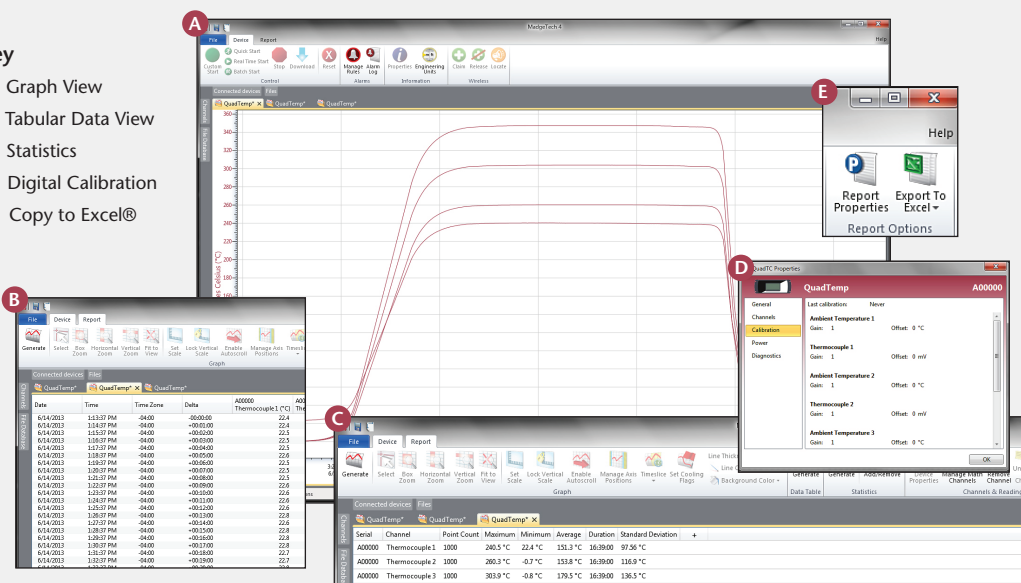 ey
Graph View
Tabular Data View
Statistics
Digital Calibration
Copy to Excel®
A
MadgeTech 4
File Device Report
Help
Custom Start
Quick Start
Real Time Start
Batch Start
Stop
Download
Reset
Manage Rules
Alarm Log
Properties
Engineering Units
Claim
Release
Locate
Control
Alarms
Information
Wireless
Connected devices Files
QuadTemp* QuadTemp* QuadTemp*
Channels
File Database
360
340
320
300
280
260
240
220
200
180
160
es Celsius (°C)
E
Help
Report Properties
Export To Excel
Report Options
D
QuadTC Properties
QuadTemp A00000
General
Channels
Calibration
Power
Diagnostics
Last calibration: Never
Ambient Temperature 1
Gain: 1 Offset: 0 °C
Thermocouple 1
Gain: 1 Offset: 0 mV
Ambient Temperature 2
Gain: 1 Offset: 0 °C
Thermocouple 2
Gain: 1 Offset: 0 mV
Ambient Temperature 3
Gain: 1 Offset: 0 °C
OK
B
File Device Report
Generate
Select
Box Zoom
Horizontal Zoom
Vertical Zoom
Fit to View
Set Scale
Lock Vertical Scale
Enable Autoscroll
Manage Axis Positions
Graph
Connected devices Files
QuadTemp* QuadTemp* QuadTemp*
Channels
File Database
Date Time Time Zone Delta A00000 Thermocouple 1 (°C)
6/14/2013 1:13:37 PM -04:00 -00:00:00 22.4
6/14/2013 1:14:37 PM -04:00 +00:01:00 22.4
6/14/2013 1:15:37 PM -04:00 +00:02:00 22.5
6/14/2013 1:16:37 PM -04:00 +00:03:00 22.5
6/14/2013 1:17:37 PM -04:00 +00:04:00 22.5
6/14/2013 1:18:37 PM -04:00 +00:05:00 22.6
6/14/2013 1:19:37 PM -04:00 +00:06:00 22.5
6/14/2013 1:20:37 PM -04:00 +00:07:00 22.5
6/14/2013 1:21:37 PM -04:00 +00:08:00 22.5
6/14/2013 1:22:37 PM -04:00 +00:09:00 22.6
6/14/2013 1:23:37 PM -04:00 +00:10:00 22.6
6/14/2013 1:24:37 PM -04:00 +00:11:00 22.6
6/14/2013 1:25:37 PM -04:00 +00:12:00 22.6
6/14/2013 1:26:37 PM -04:00 +00:13:00 22.8
6/14/2013 1:27:37 PM -04:00 +00:14:00 22.6
6/14/2013 1:28:37 PM -04:00 +00:15:00 22.8
6/14/2013 1:29:37 PM -04:00 +00:16:00 22.8
6/14/2013 1:30:37 PM -04:00 +00:17:00 22.8
6/14/2013 1:31:37 PM -04:00 +00:18:00 22.7
6/14/2013 1:32:37 PM -04:00 +00:19:00 22.7
C
File Device Report
Generate
Select
Box Zoom
Horizontal Zoom
Vertical Zoom
Fit to View
Set Scale
Lock Vertical Scale
Enable Autoscroll
Manage Axis Positions
Timeslice
Set Cooking Flags
Background Color
Generate
Generate
Add/Remove
Device Properties
Manage Math Channels
Remove Channel
Graph
Data Table
Statistics
Channels & Reading
Connected devices Files
QuadTemp* QuadTemp* QuadTemp*
Channels
File Database
Serial Channel Point Count Maximum Minimum Average Duration Standard Deviation +
A00000 Thermocouple 1 1000 240.5 °C 22.4 °C 151.3 °C 16:39:00 97.56 °C
A00000 Thermocouple 2 1000 260.3 °C -0.7 °C 153.8 °C 16:39:00 116.9 °C
A00000 Thermocouple 3 1000 303.9 °C -0.8 °C 179.5 °C 16:39:00 136.5 °C